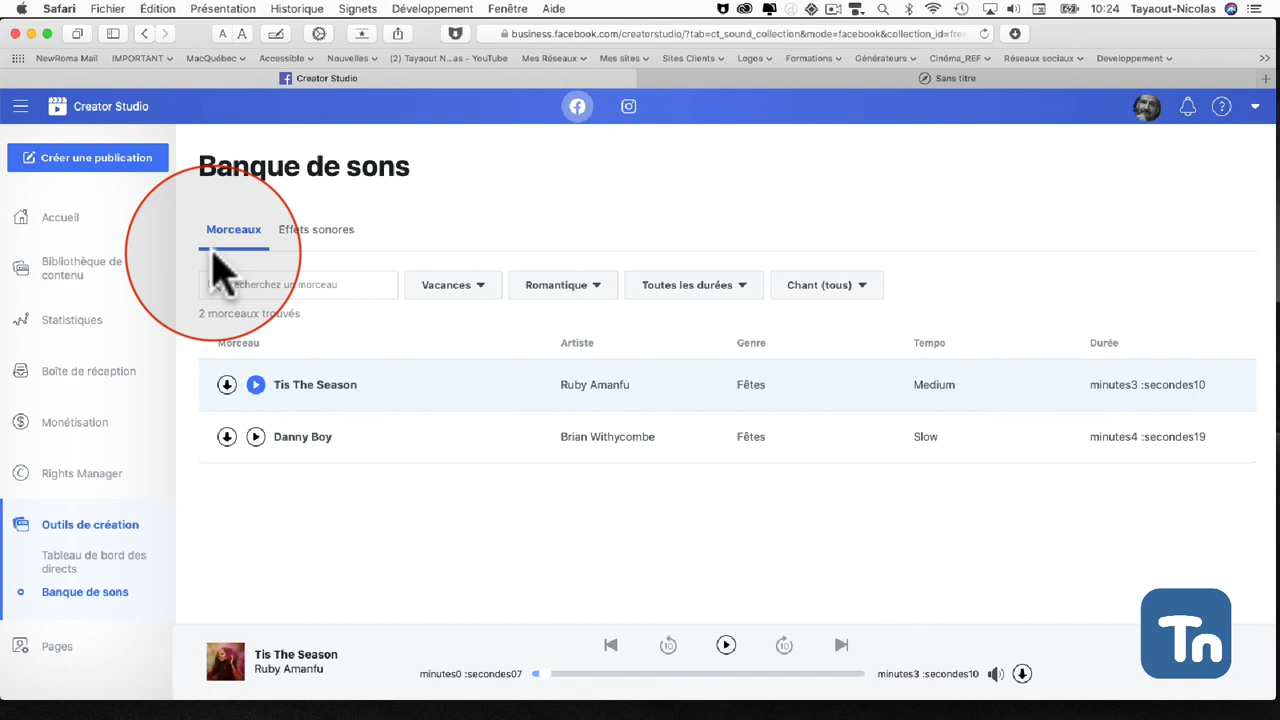 Safari Fichier Édition Présentation Historique Signets Développement Fenêtre Aide 10:24 Tayaout-Nicolas
A A business.facebook.com/creatorstudio/?tab=ct_sound_collection&mode=facebook&collection_id=free
NewRoma Mail IMPORTANT MacQuébec Accessible Nouvelles (2) Tayaout N...as - YouTube Mes Réseaux Mes sites Sites Clients Logos Formations Générateurs Cinéma_REF Réseaux sociaux Developpement
Creator Studio Sans titre
Creator Studio
Créer une publication
Accueil
Bibliothèque de
contenu
Statistiques
Boîte de réception
Monétisation
Rights Manager
Outils de création
Tableau de bord des
directs
Banque de sons
Pages
Banque de sons
Morceaux Effets sonores
recherchez un morceau Vacances Romantique Toutes les durées Chant (tous)
2 morceaux trouvés
Morceau Artiste Genre Tempo Durée
Tis The Season Ruby Amanfu Fêtes Medium minutes3 :secondes10
Danny Boy Brian Withycombe Fêtes Slow minutes4 :secondes19
Tis The Season
Ruby Amanfu
10 10
minutes0 :secondes07 minutes3 :secondes10
Tn